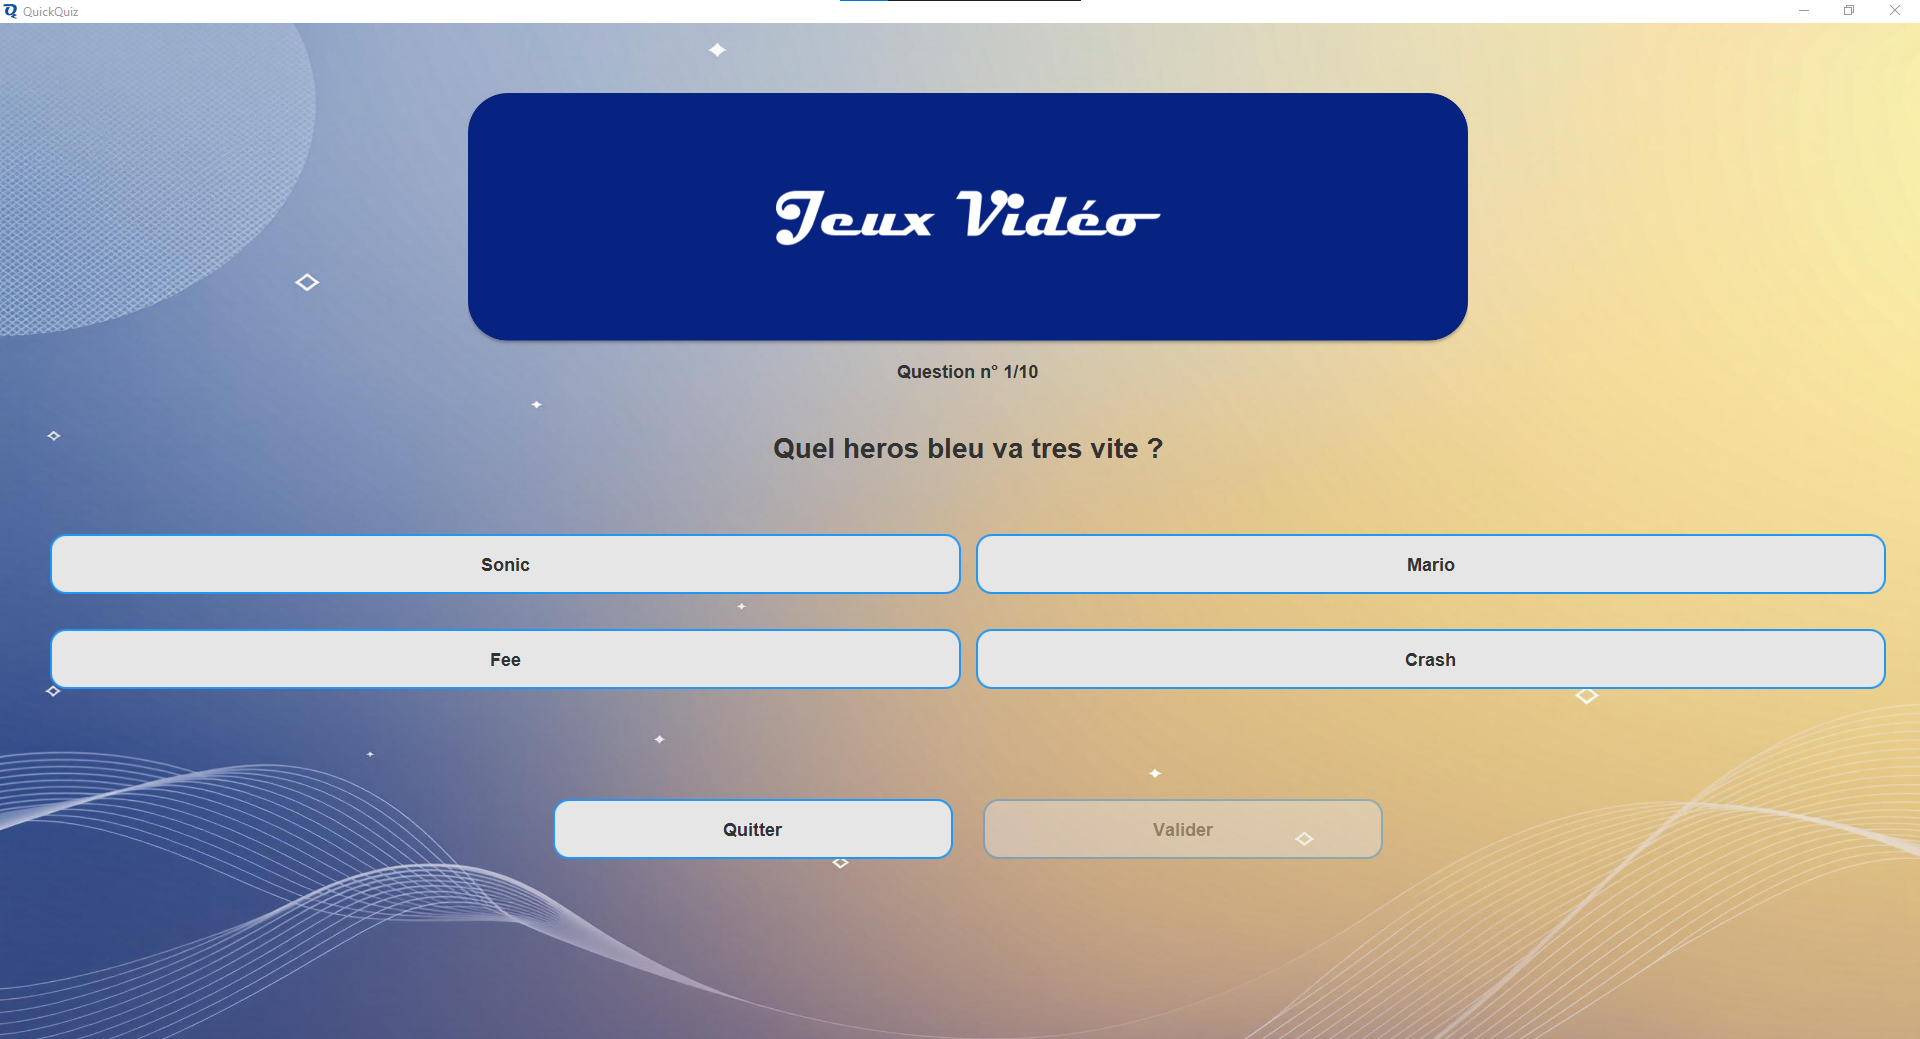 QuickQuiz
Jeux Vidéo
Question n° 1/10
Quel heros bleu va tres vite ?
Sonic
Mario
Fee
Crash
Quitter
Valider